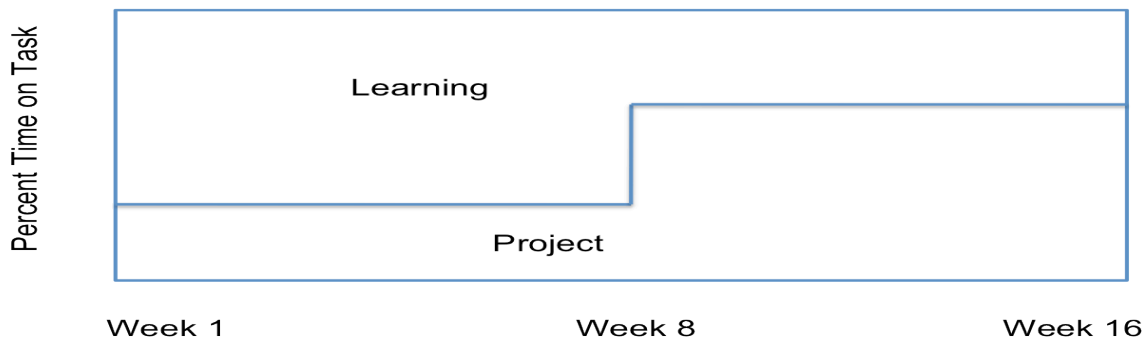 Percent Time on Task
Learning
Project
Week 1
Week 8
Week 16